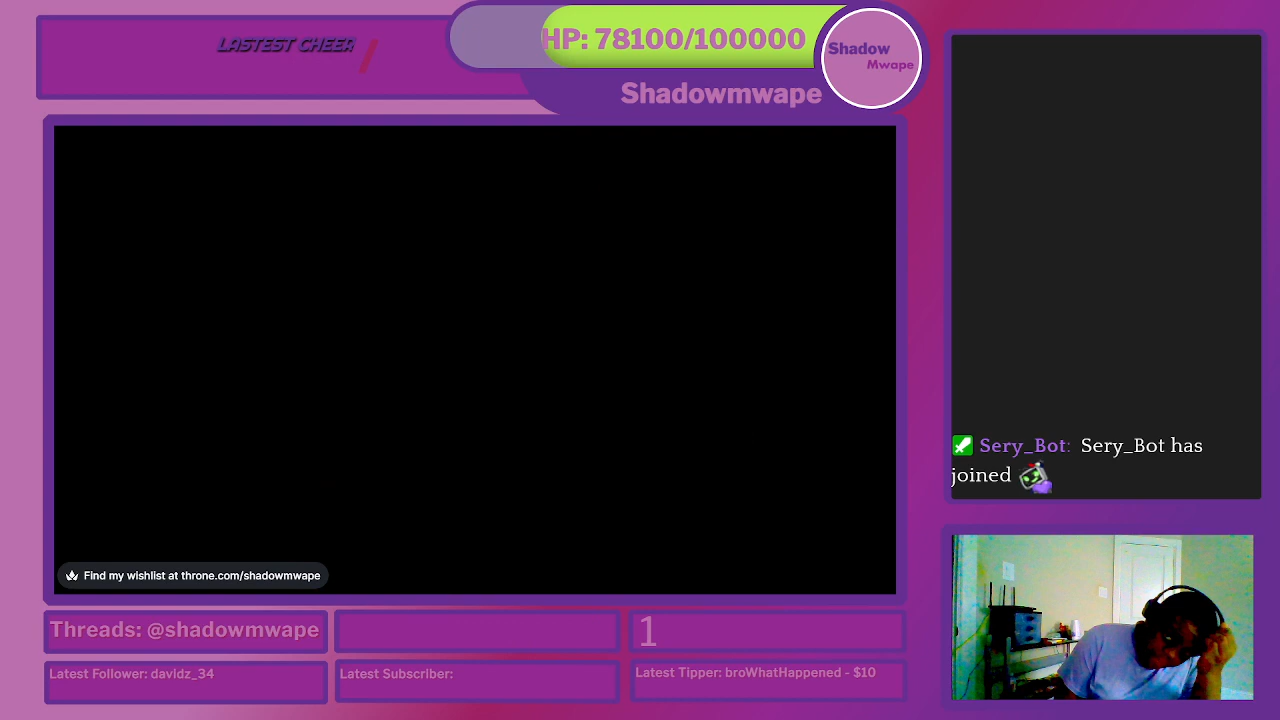 LASTEST CHEER
HP: 78100/100000
Shadow
Mwape
Shadowmwape
Sery_Bot: Sery_Bot has
joined
Find my wishlist at throne.com/shadowmwape
Threads: @shadowmwape
1
Latest Follower: davidz_34
Latest Subscriber:
Latest Tipper: broWhatHappened - $10